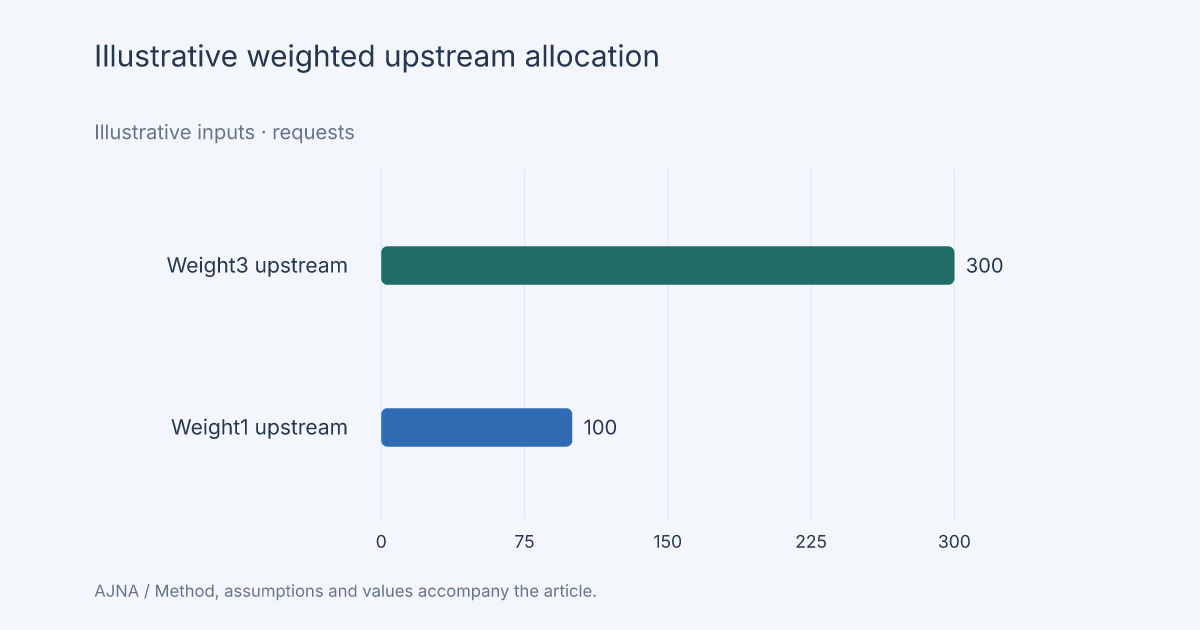 Illustrative weighted upstream allocation
Illustrative inputs · requests
Weight3 upstream 300
Weight1 upstream 100
0 75 150 225 300
AJNA / Method, assumptions and values accompany the article.